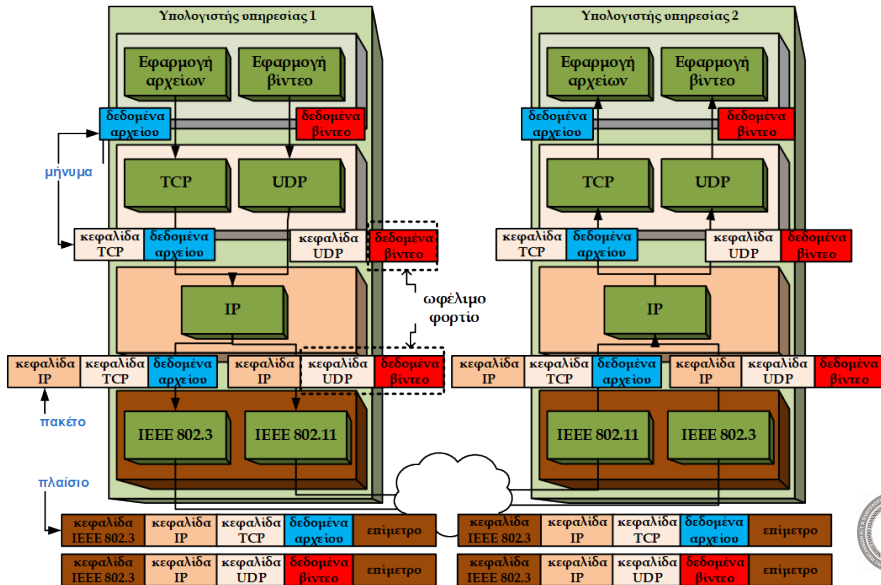 Υπολογιστής υπηρεσίας 1
Υπολογιστής υπηρεσίας 2
Εφαρμογή
αρχείων
Εφαρμογή
βίντεο
Εφαρμογή
αρχείων
Εφαρμογή
βίντεο
δεδομένα
αρχείου
δεδομένα
βίντεο
δεδομένα
αρχείου
δεδομένα
βίντεο
μήνυμα
TCP
UDP
TCP
UDP
κεφαλίδα
TCP
δεδομένα
αρχείου
κεφαλίδα
UDP
δεδομένα
βίντεο
κεφαλίδα
TCP
δεδομένα
αρχείου
κεφαλίδα
UDP
δεδομένα
βίντεο
IP
ωφέλιμο
φορτίο
IP
κεφαλίδα
IP
κεφαλίδα
TCP
δεδομένα
αρχείου
κεφαλίδα
IP
κεφαλίδα
UDP
δεδομένα
βίντεο
κεφαλίδα
IP
κεφαλίδα
TCP
δεδομένα
αρχείου
κεφαλίδα
IP
κεφαλίδα
UDP
δεδομένα
βίντεο
πακέτο
IEEE 802.3
IEEE 802.11
IEEE 802.11
IEEE 802.3
πλαίσιο
κεφαλίδα
IEEE 802.3
κεφαλίδα
IP
κεφαλίδα
TCP
δεδομένα
αρχείου
επίμετρο
κεφαλίδα
IEEE 802.3
κεφαλίδα
IP
κεφαλίδα
TCP
δεδομένα
αρχείου
επίμετρο
κεφαλίδα
IEEE 802.3
κεφαλίδα
IP
κεφαλίδα
UDP
δεδομένα
βίντεο
επίμετρο
κεφαλίδα
IEEE 802.3
κεφαλίδα
IP
κεφαλίδα
UDP
δεδομένα
βίντεο
επίμετρο